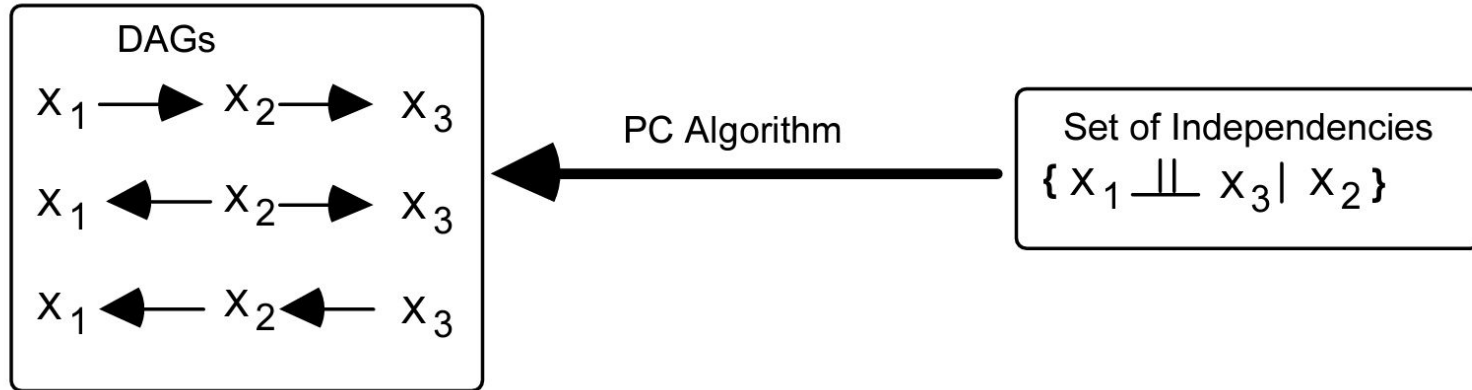 DAGs
X1 → X2 → X3
X1 ← X2 → X3
X1 ← X2 ← X3
PC Algorithm
Set of Independencies
{ X1 ⫫ X3 | X2 }